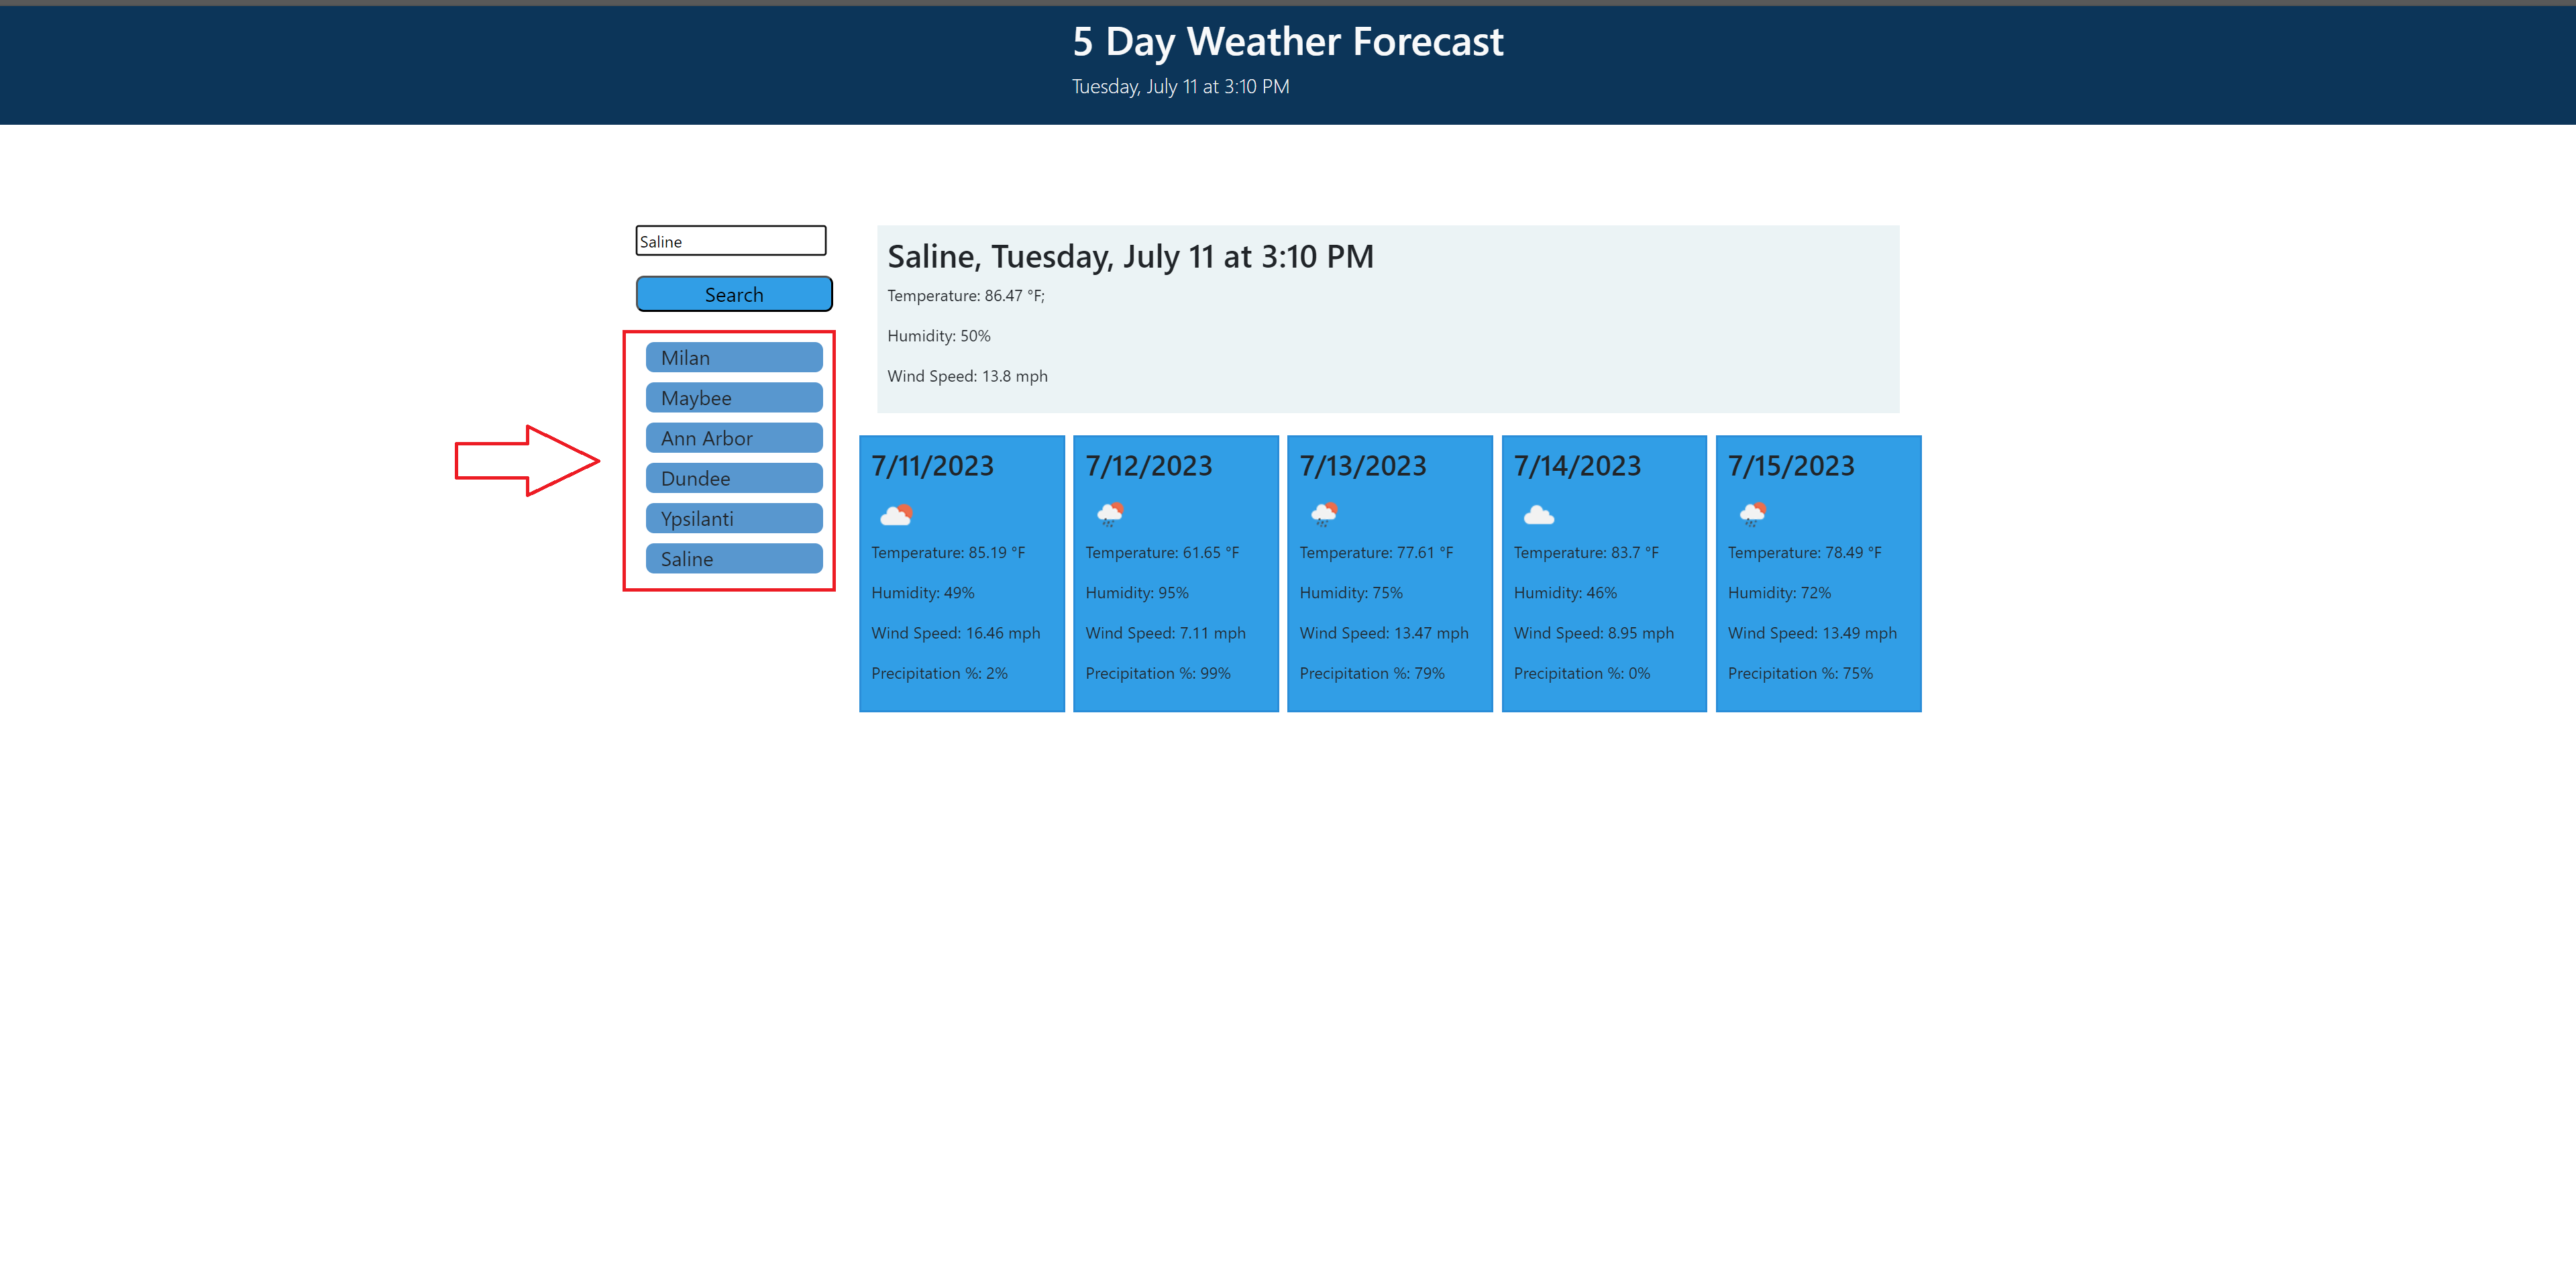 5 Day Weather Forecast
Tuesday, July 11 at 3:10 PM
Saline
Search
Milan
Maybee
Ann Arbor
Dundee
Ypsilanti
Saline
Saline, Tuesday, July 11 at 3:10 PM
Temperature: 86.47 °F;
Humidity: 50%
Wind Speed: 13.8 mph
7/11/2023
Temperature: 85.19 °F
Humidity: 49%
Wind Speed: 16.46 mph
Precipitation %: 2%
7/12/2023
Temperature: 61.65 °F
Humidity: 95%
Wind Speed: 7.11 mph
Precipitation %: 99%
7/13/2023
Temperature: 77.61 °F
Humidity: 75%
Wind Speed: 13.47 mph
Precipitation %: 79%
7/14/2023
Temperature: 83.7 °F
Humidity: 46%
Wind Speed: 8.95 mph
Precipitation %: 0%
7/15/2023
Temperature: 78.49 °F
Humidity: 72%
Wind Speed: 13.49 mph
Precipitation %: 75%